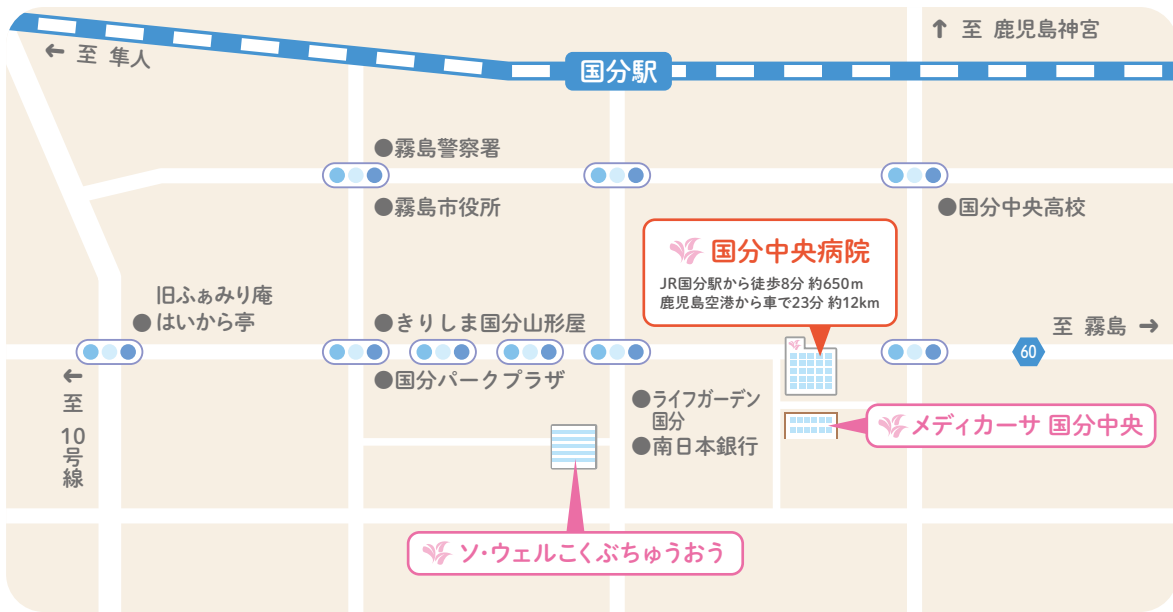 ← 至 隼人
国分駅
↑ 至 鹿児島神宮
●霧島警察署
●霧島市役所
●国分中央高校
国分中央病院
JR国分駅から徒歩8分 約650m
鹿児島空港から車で23分 約12km
旧ふぁみり庵
●はいから亭
●きりしま国分山形屋
至 霧島 →
60
●国分パークプラザ
←
至
10
号
線
●ライフガーデン
国分
●南日本銀行
メディカーサ 国分中央
ソ・ウェルこくぶちゅうおう